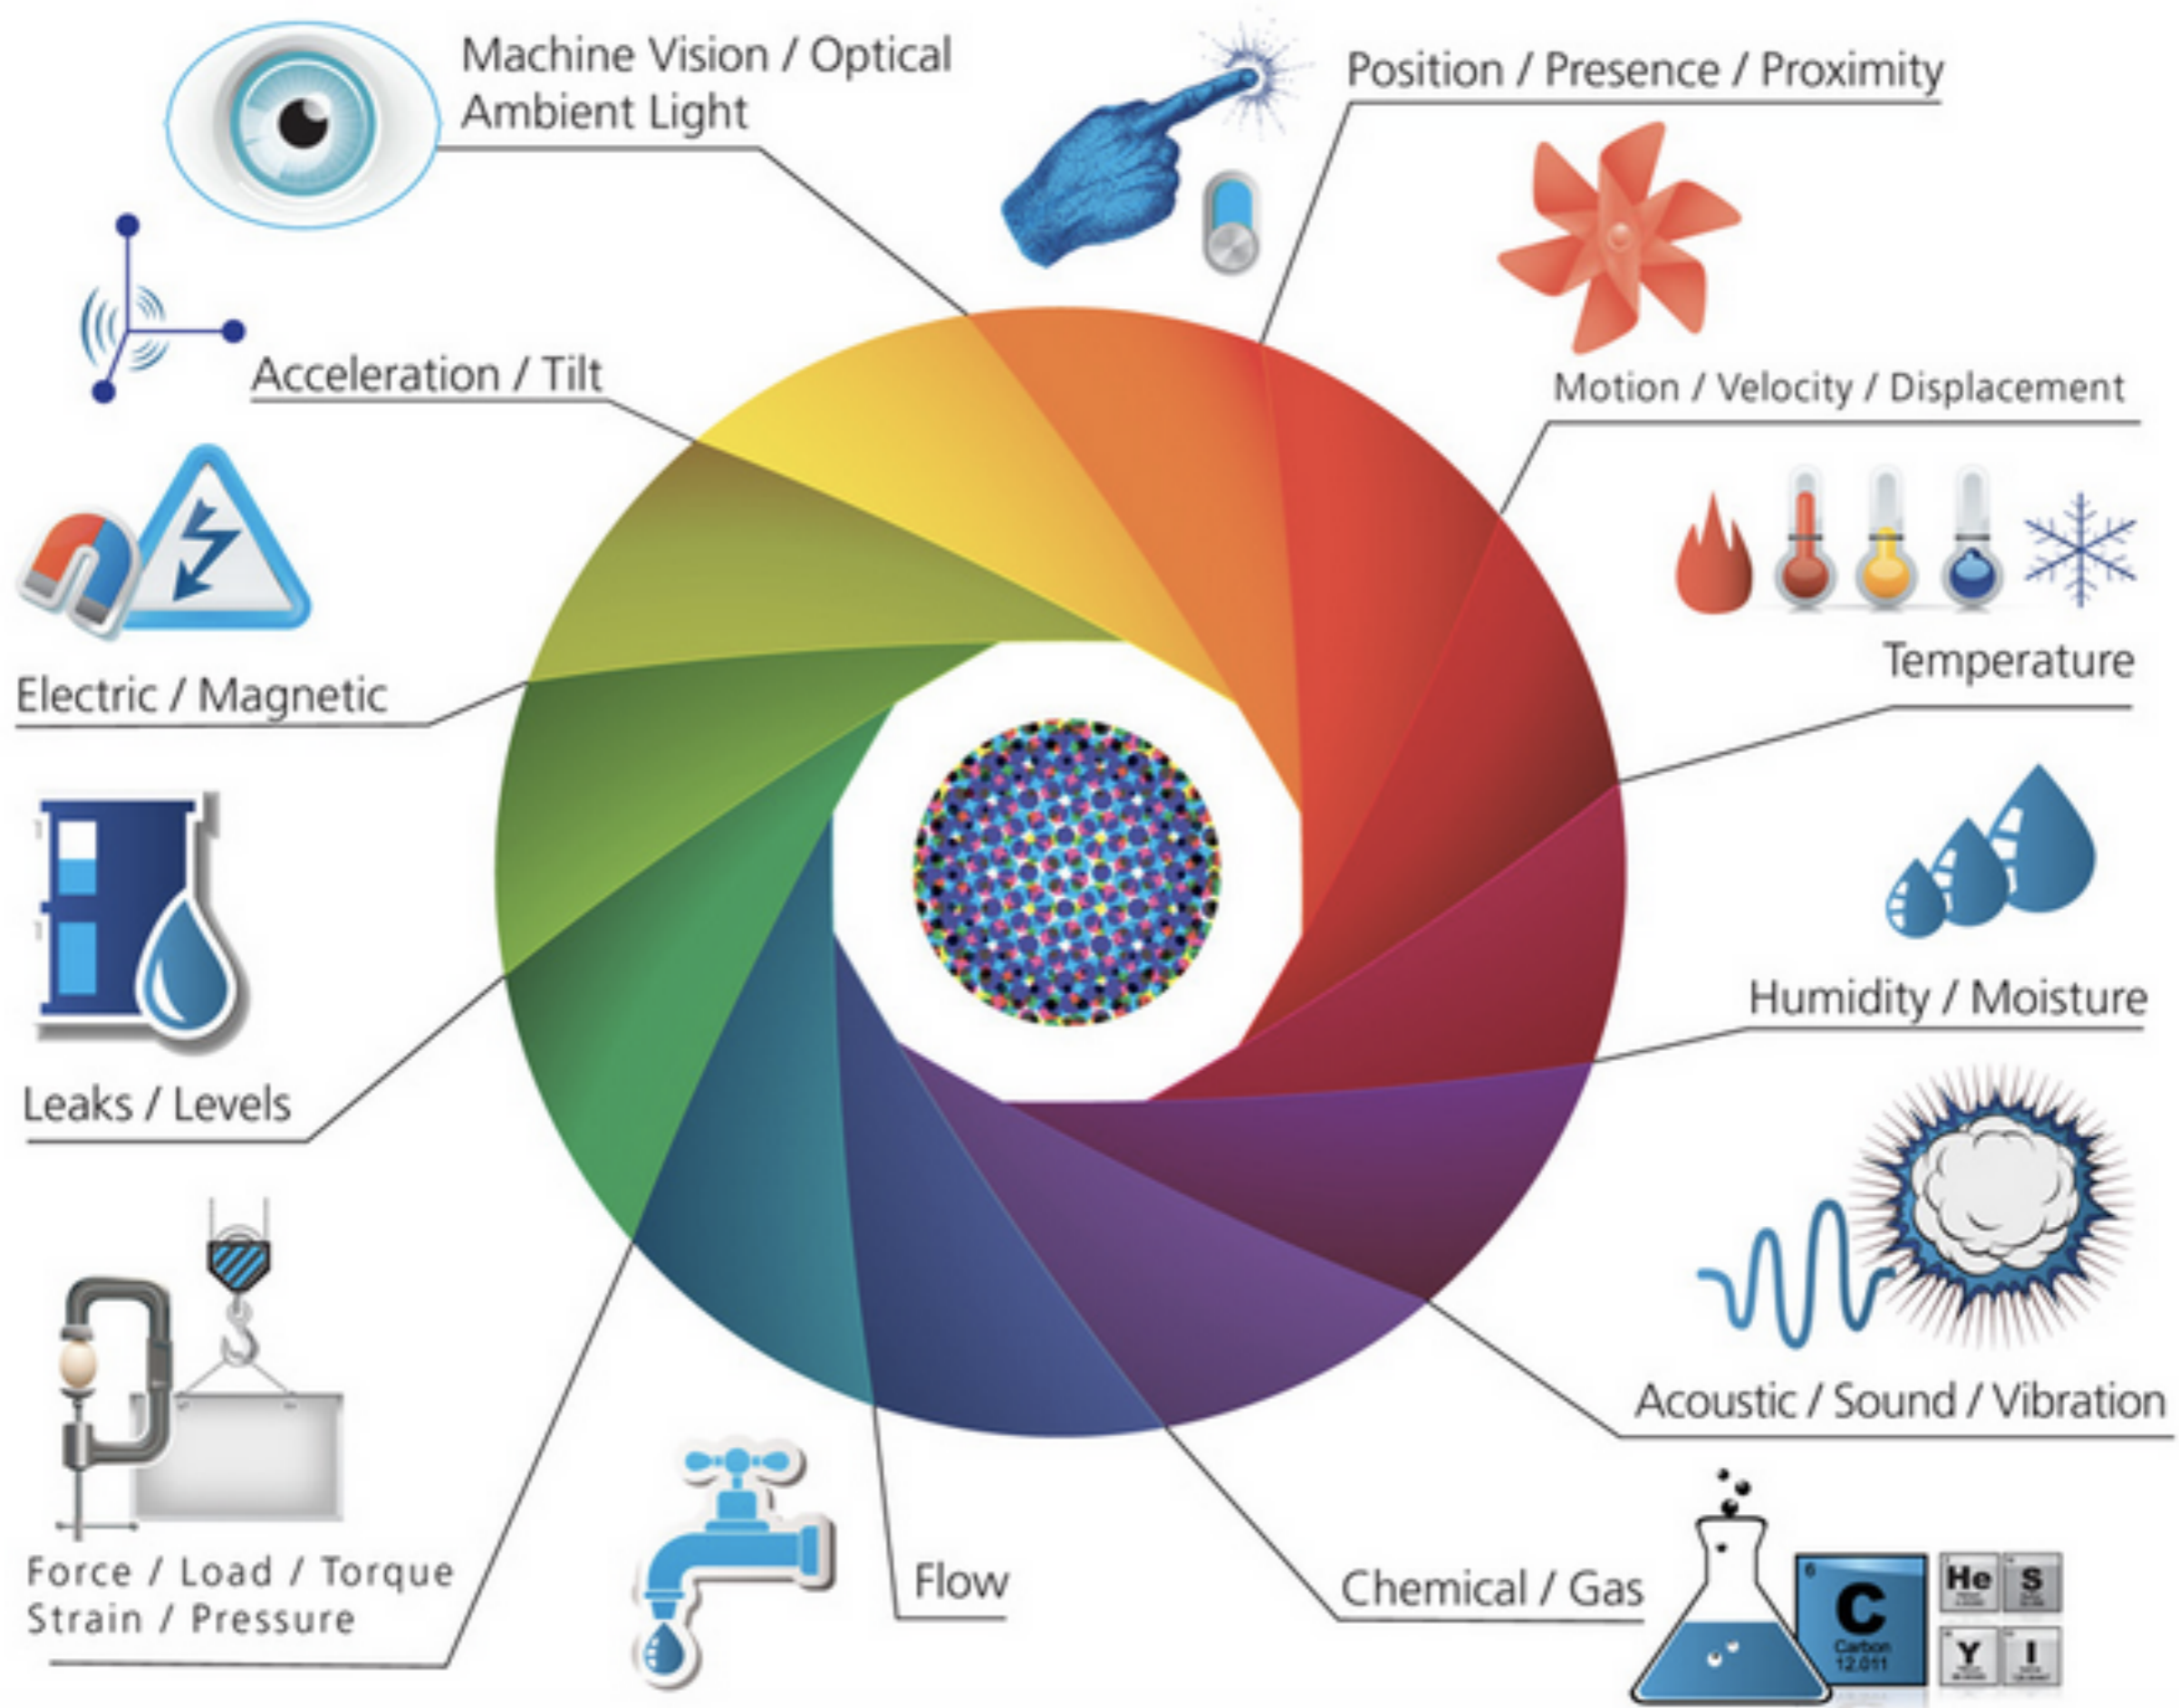 Machine Vision / Optical
Ambient Light
Position / Presence / Proximity
Acceleration / Tilt
Motion / Velocity / Displacement
Electric / Magnetic
Temperature
Leaks / Levels
Humidity / Moisture
Acoustic / Sound / Vibration
Force / Load / Torque
Strain / Pressure
Flow
Chemical / Gas
6
C
Carbon
12.011
He
S
Y
I